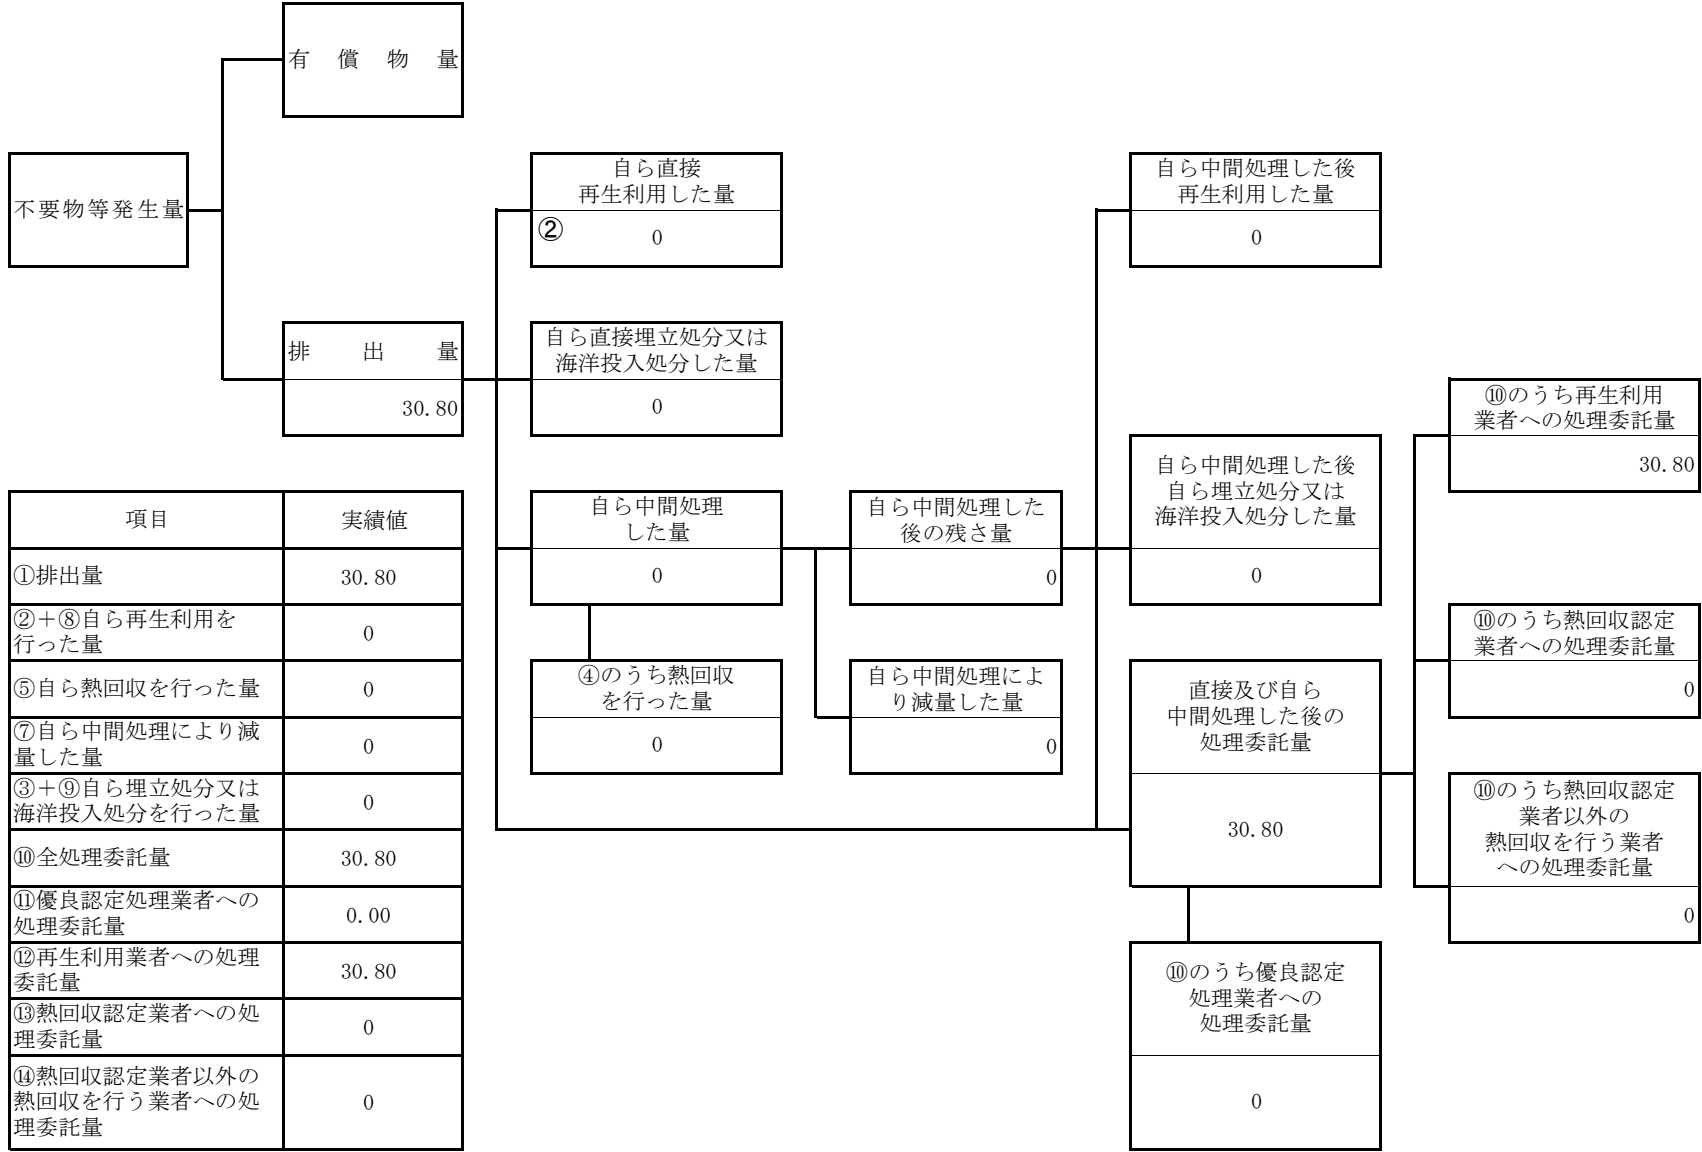 有償物量
不要物等発生量
排出量
30.80
自ら直接
再生利用した量
②
0
自ら直接埋立処分又は
海洋投入処分した量
0
自ら中間処理
した量
0
④のうち熱回収
を行った量
0
自ら中間処理した
後の残さ量
0
自ら中間処理によ
り減量した量
0
自ら中間処理した後
再生利用した量
0
自ら中間処理した後
自ら埋立処分又は
海洋投入処分した量
0
直接及び自ら
中間処理した後の
処理委託量
30.80
⑩のうち優良認定
処理業者への
処理委託量
0
⑩のうち再生利用
業者への処理委託量
30.80
⑩のうち熱回収認定
業者への処理委託量
0
⑩のうち熱回収認定
業者以外の
熱回収を行う業者
への処理委託量
0
項目 実績値
①排出量 30.80
②+⑧自ら再生利用を
行った量 0
⑤自ら熱回収を行った量 0
⑦自ら中間処理により減
量した量 0
③+⑨自ら埋立処分又は
海洋投入処分を行った量 0
⑩全処理委託量 30.80
⑪優良認定処理業者への
処理委託量 0.00
⑫再生利用業者への処理
委託量 30.80
⑬熱回収認定業者への処
理委託量 0
⑭熱回収認定業者以外の
熱回収を行う業者への処
理委託量 0